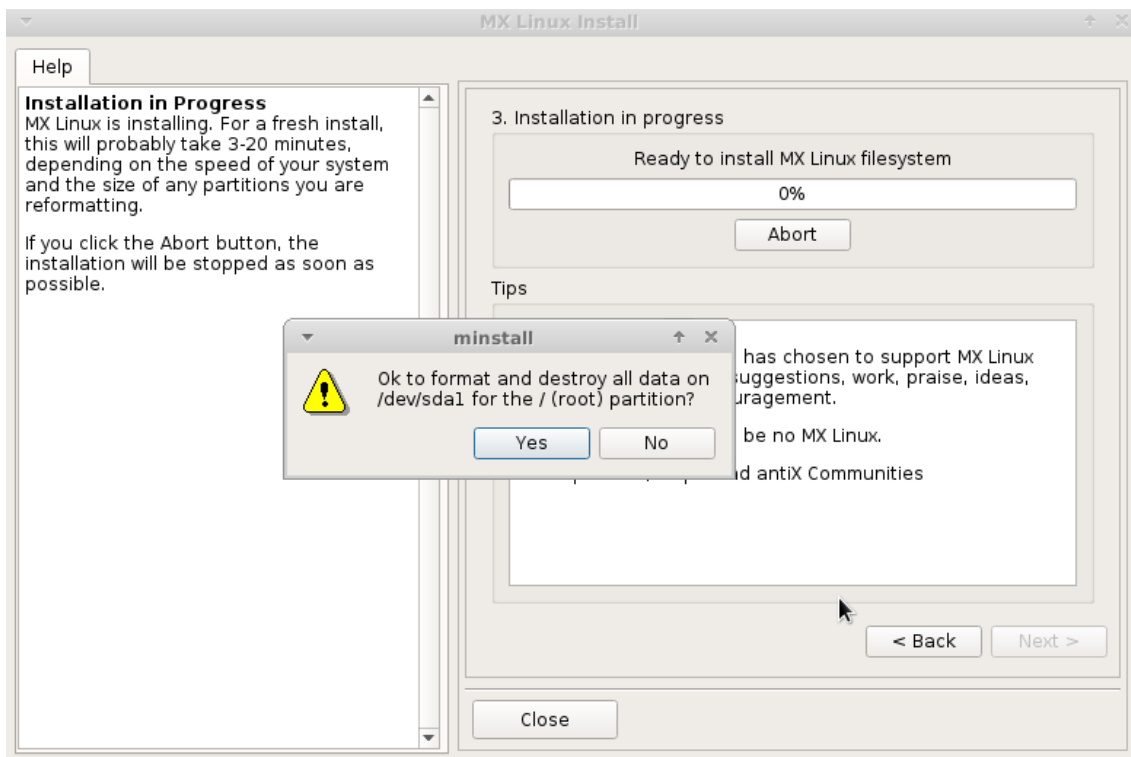 MX Linux Install
Help
Installation in Progress
MX Linux is installing. For a fresh install,
this will probably take 3-20 minutes,
depending on the speed of your system
and the size of any partitions you are
reformatting.
If you click the Abort button, the
installation will be stopped as soon as
possible.
3. Installation in progress
Ready to install MX Linux filesystem
0%
Abort
Tips
has chosen to support MX Linux
suggestions, work, praise, ideas,
be no MX Linux.
antiX Communities
minstall
Ok to format and destroy all data on
/dev/sda1 for the / (root) partition?
Yes
No
< Back
Next >
Close